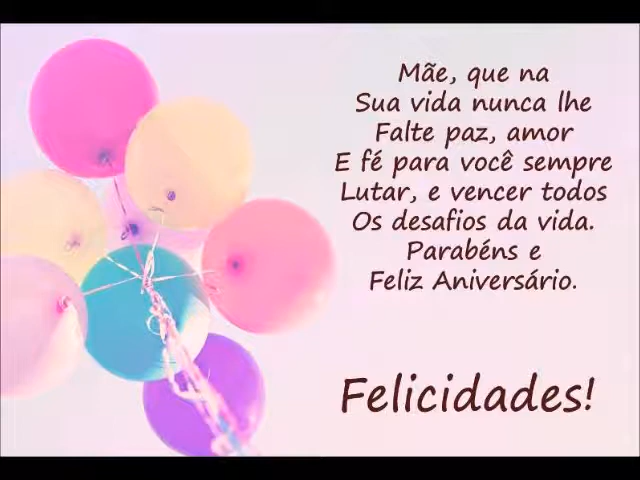 Mãe, que na
Sua vida nunca lhe
Falte paz, amor
E fé para você sempre
Lutar, e vencer todos
Os desafios da vida.
Parabéns e
Feliz Aniversário.
Felicidades!